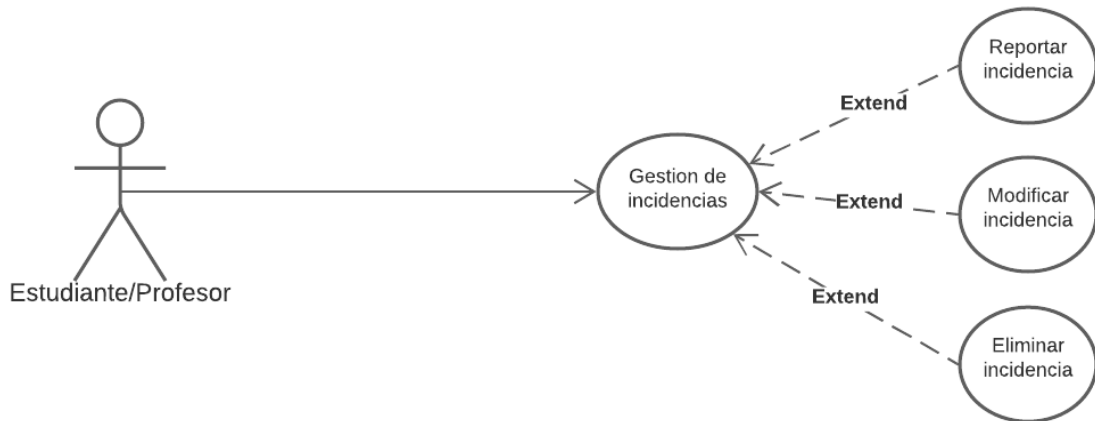 Reportar
incidencia
Extend
Gestion de
incidencias
Extend
Modificar
incidencia
Estudiante/Profesor
Extend
Eliminar
incidencia